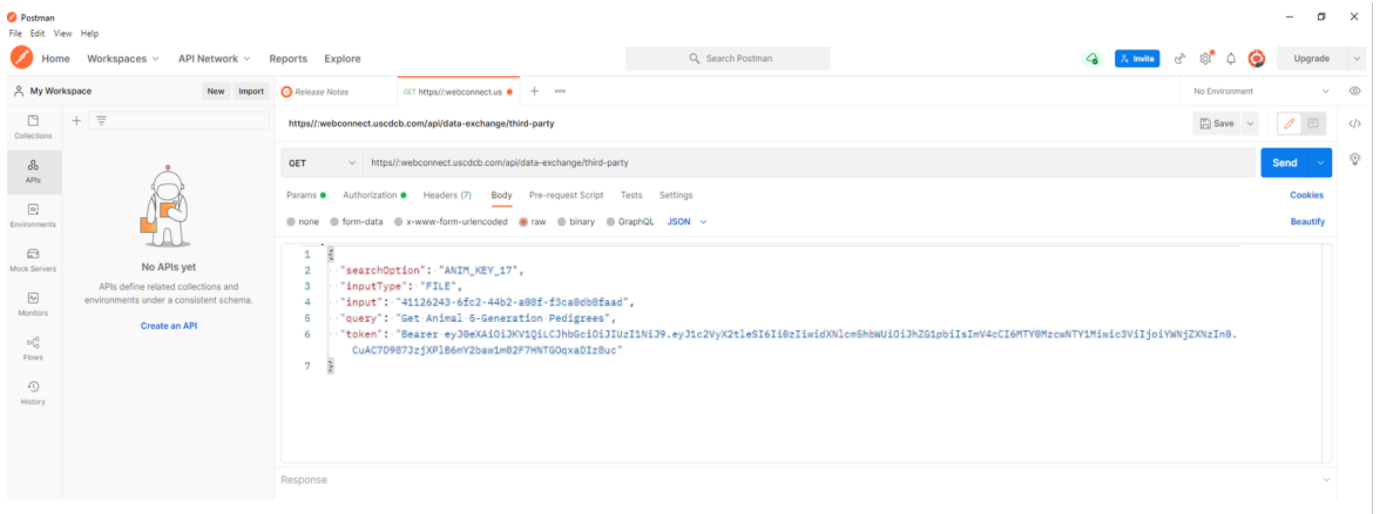 Postman
File Edit View Help
Home Workspaces API Network Reports Explore Search Postman Invite Upgrade
My Workspace New Import Release Notes GET https//:webconnect.us No Environment
Collections
APIs
Environments
Mock Servers
Monitors
Flows
History
No APIs yet
APIs define related collections and
environments under a consistent schema.
Create an API
https//:webconnect.uscdcb.com/api/data-exchange/third-party Save
GET https//:webconnect.uscdcb.com/api/data-exchange/third-party Send
Params Authorization Headers (7) Body Pre-request Script Tests Settings Cookies
none form-data x-www-form-urlencoded raw binary GraphQL JSON Beautify
1
2 "searchOption": "ANIM_KEY_17",
3 "inputType": "FILE",
4 "input": "41126243-6fc2-44b2-a08f-f3ca0db8faad",
5 "query": "Get Animal 5-Generation Pedigrees",
6 "token": "Bearer
7
Response